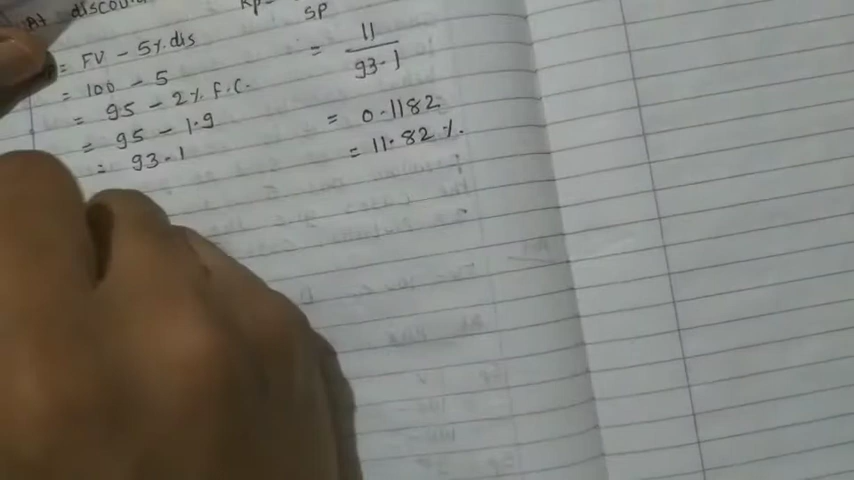 At discount
= FV - 5% dis
= 100 - 5
= 95 - 2% F.C.
= 95 - 1.9
= 93.1
Kp =
SP
= 11
93.1
= 0.1182
= 11.82%.